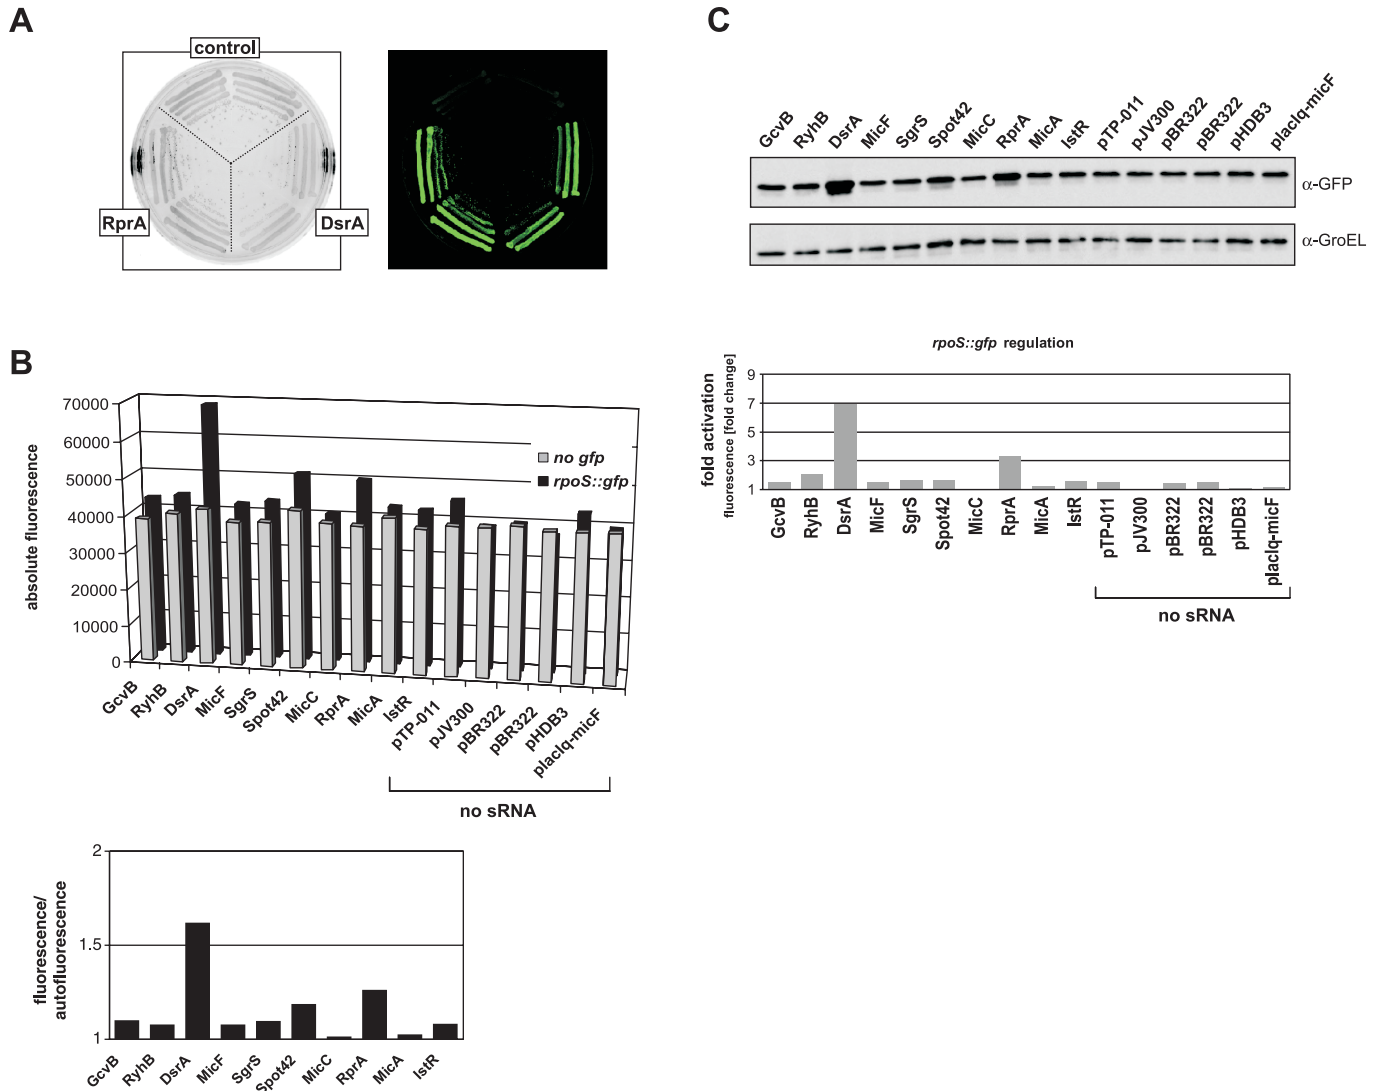 A
control
RprA
DsrA
C
GcvB
RyhB
DsrA
MicF
SgrS
Spot42
MicC
RprA
MicA
IstR
pTP-011
pJV300
pBR322
pBR322
pHDB3
placIq-micF
α-GFP
α-GroEL
rpoS::gfp regulation
fold activation
fluorescence [fold change]
9
7
5
3
1
GcvB
RyhB
DsrA
MicF
SgrS
Spot42
MicC
RprA
MicA
IstR
pTP-011
pJV300
pBR322
pBR322
pHDB3
placIq-micF
no sRNA
B
absolute fluorescence
70000
60000
50000
40000
30000
20000
10000
0
no gfp
rpoS::gfp
GcvB
RyhB
DsrA
MicF
SgrS
Spot42
MicC
RprA
MicA
IstR
pTP-011
pJV300
pBR322
pBR322
pHDB3
placIq-micF
no sRNA
fluorescence/
autofluorescence
2
1.5
1
GcvB
RyhB
DsrA
MicF
SgrS
Spot42
MicC
RprA
MicA
IstR